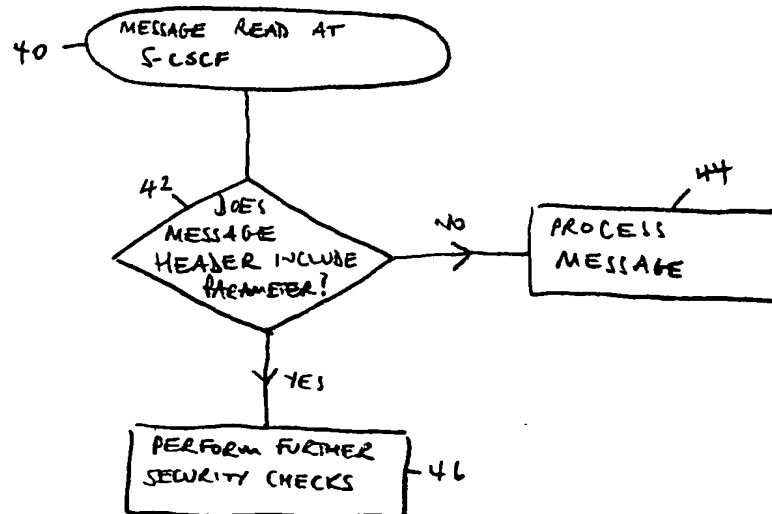 40
MESSAGE READ AT
S-CSCF
42
DOES
MESSAGE
HEADER INCLUDE
PARAMETER?
NO
44
PROCESS
MESSAGE
YES
PERFORM FURTHER
SECURITY CHECKS
46